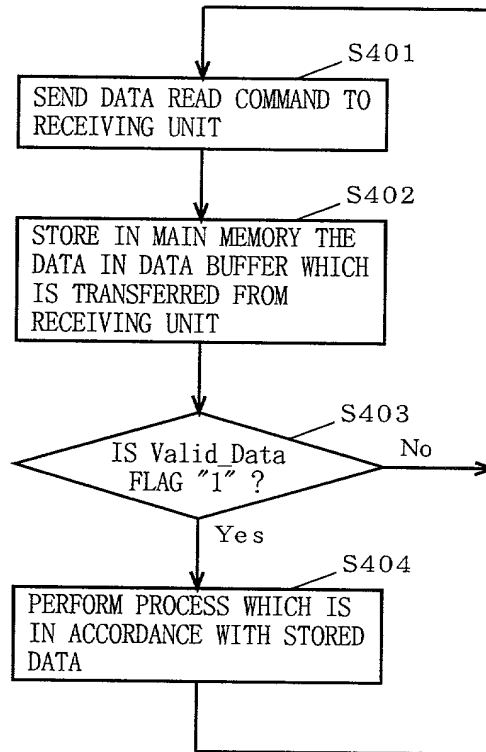 S401
SEND DATA READ COMMAND TO
RECEIVING UNIT
S402
STORE IN MAIN MEMORY THE
DATA IN DATA BUFFER WHICH
IS TRANSFERRED FROM
RECEIVING UNIT
S403
IS Valid_Data
FLAG "1" ?
No
Yes
S404
PERFORM PROCESS WHICH IS
IN ACCORDANCE WITH STORED
DATA